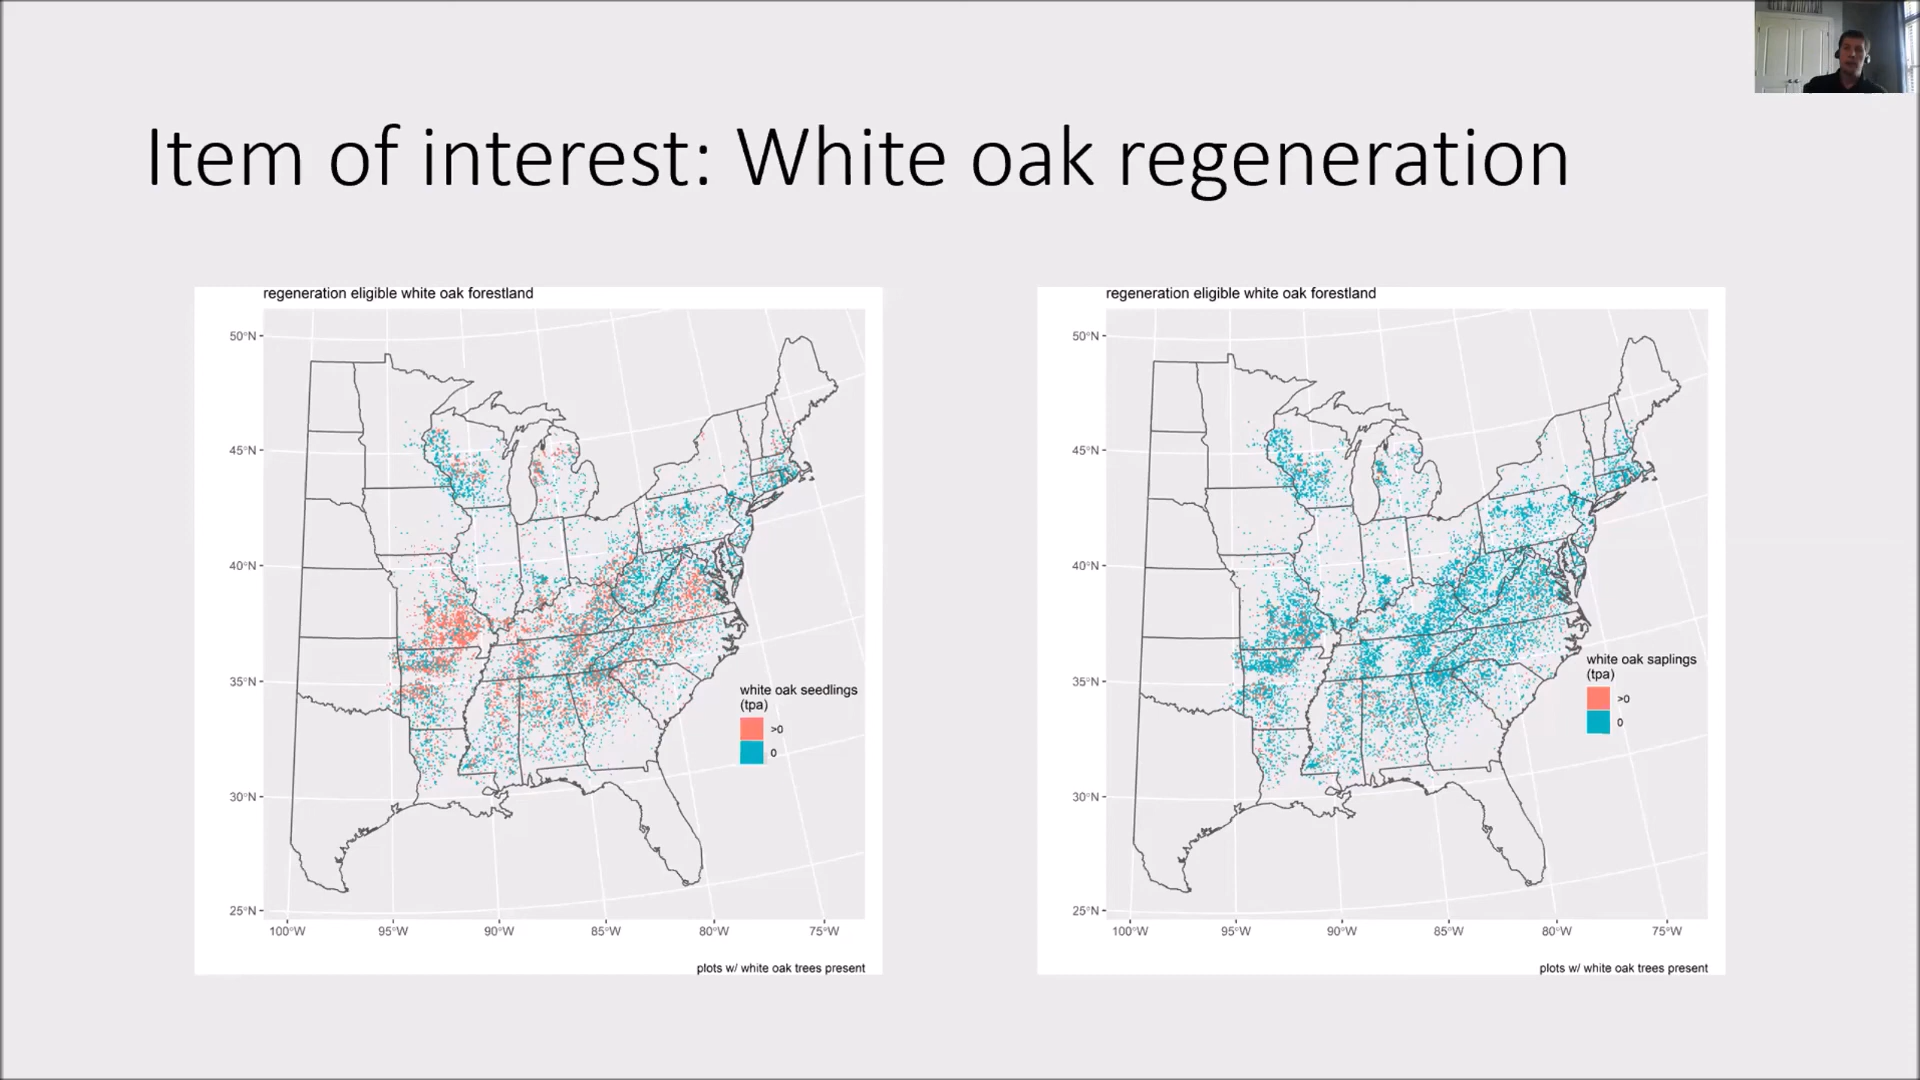 Item of interest: White oak regeneration
regeneration eligible white oak forestland
50°N
45°N
40°N
35°N
30°N
25°N
100°W
95°W
90°W
85°W
80°W
75°W
white oak seedlings
(tpa)
>0
0
plots w/ white oak trees present
regeneration eligible white oak forestland
50°N
45°N
40°N
35°N
30°N
25°N
100°W
95°W
90°W
85°W
80°W
75°W
white oak saplings
(tpa)
>0
0
plots w/ white oak trees present